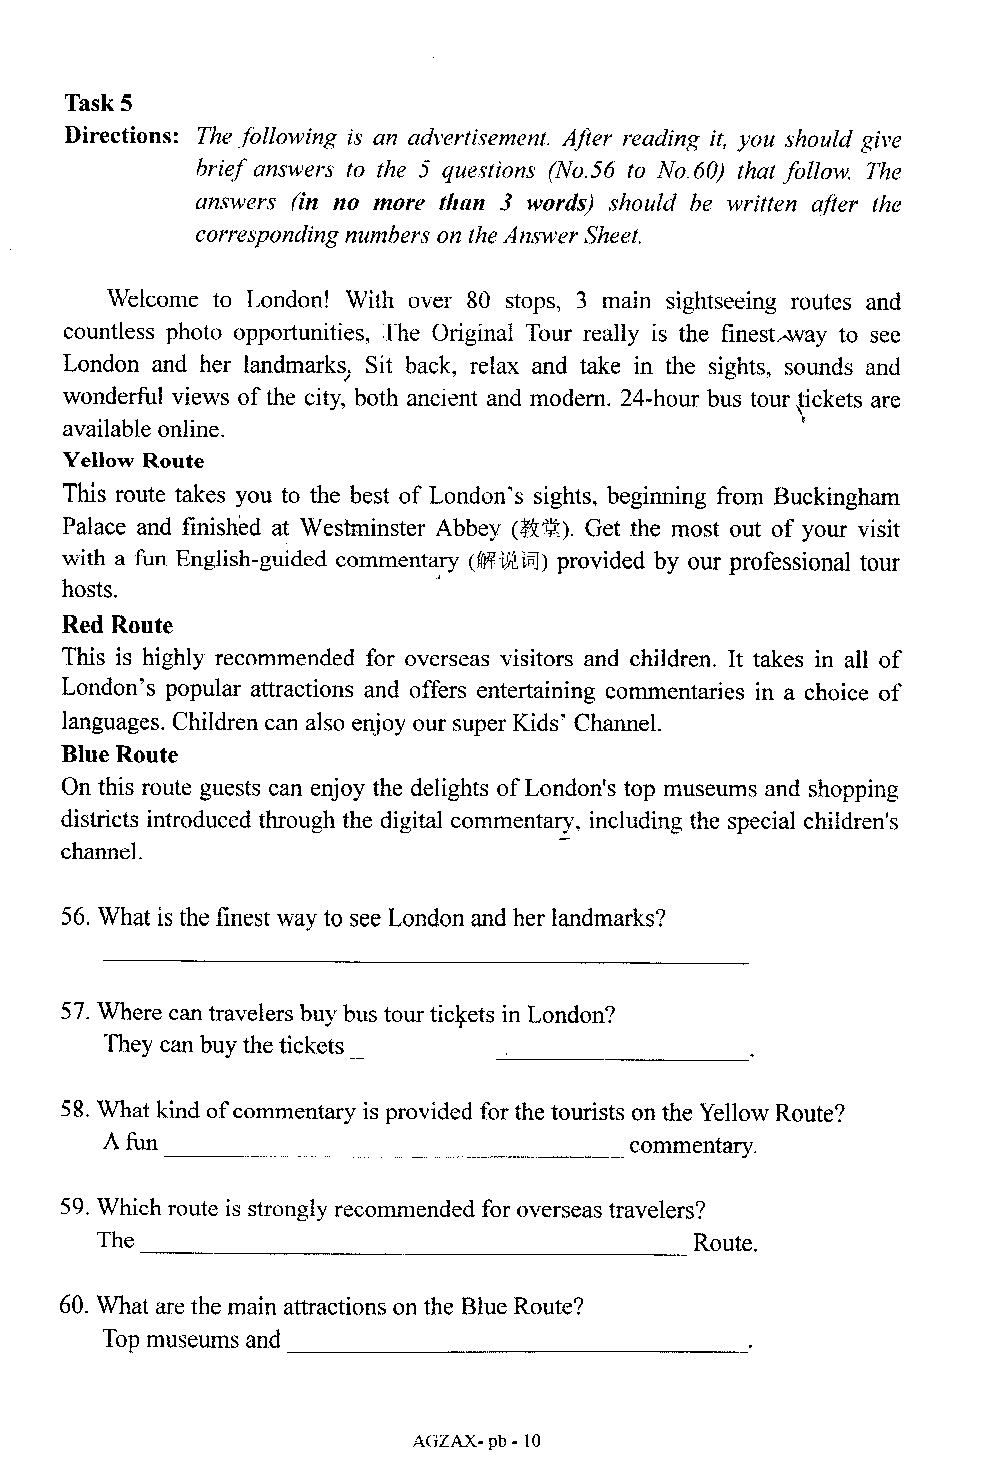 Task 5
Directions: The following is an advertisement. After reading it, you should give
brief answers to the 5 questions (No.56 to No.60) that follow. The
answers (in no more than 3 words) should be written after the
corresponding numbers on the Answer Sheet.
Welcome to London! With over 80 stops, 3 main sightseeing routes and
countless photo opportunities, The Original Tour really is the finest way to see
London and her landmarks. Sit back, relax and take in the sights, sounds and
wonderful views of the city, both ancient and modern. 24-hour bus tour tickets are
available online.
Yellow Route
This route takes you to the best of London's sights, beginning from Buckingham
Palace and finished at Westminster Abbey (教堂). Get the most out of your visit
with a fun English-guided commentary (解说词) provided by our professional tour
hosts.
Red Route
This is highly recommended for overseas visitors and children. It takes in all of
London's popular attractions and offers entertaining commentaries in a choice of
languages. Children can also enjoy our super Kids' Channel.
Blue Route
On this route guests can enjoy the delights of London's top museums and shopping
districts introduced through the digital commentary, including the special children's
channel.
56. What is the finest way to see London and her landmarks?
57. Where can travelers buy bus tour tickets in London?
They can buy the tickets ____.
58. What kind of commentary is provided for the tourists on the Yellow Route?
A fun ____ commentary.
59. Which route is strongly recommended for overseas travelers?
The ____ Route.
60. What are the main attractions on the Blue Route?
Top museums and ____.
AGZAX- pb - 10